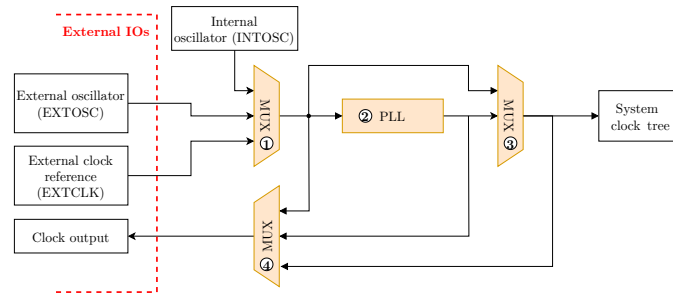 External IOs
Internal
oscillator (INTOSC)
External oscillator
(EXTOSC)
External clock
reference
(EXTCLK)
Clock output
MUX
①
② PLL
MUX
③
System
clock tree
MUX
④